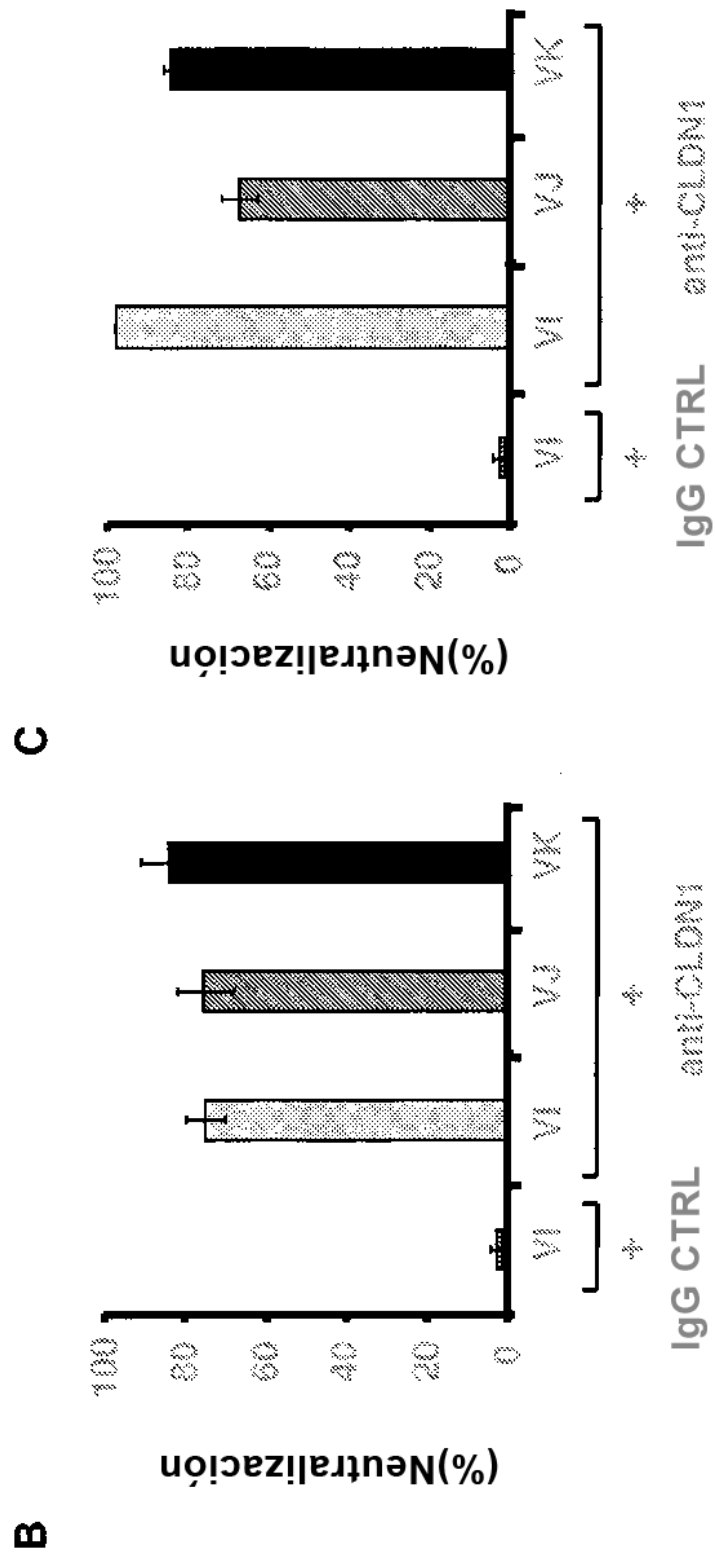 B
(%)Neutralización
100
80
60
40
20
0
VI VI VJ VK
+ +
IgG CTRL anti-CLDN1
C
(%)Neutralización
100
80
60
40
20
0
VI VI VJ VK
+ +
IgG CTRL anti-CLDN1